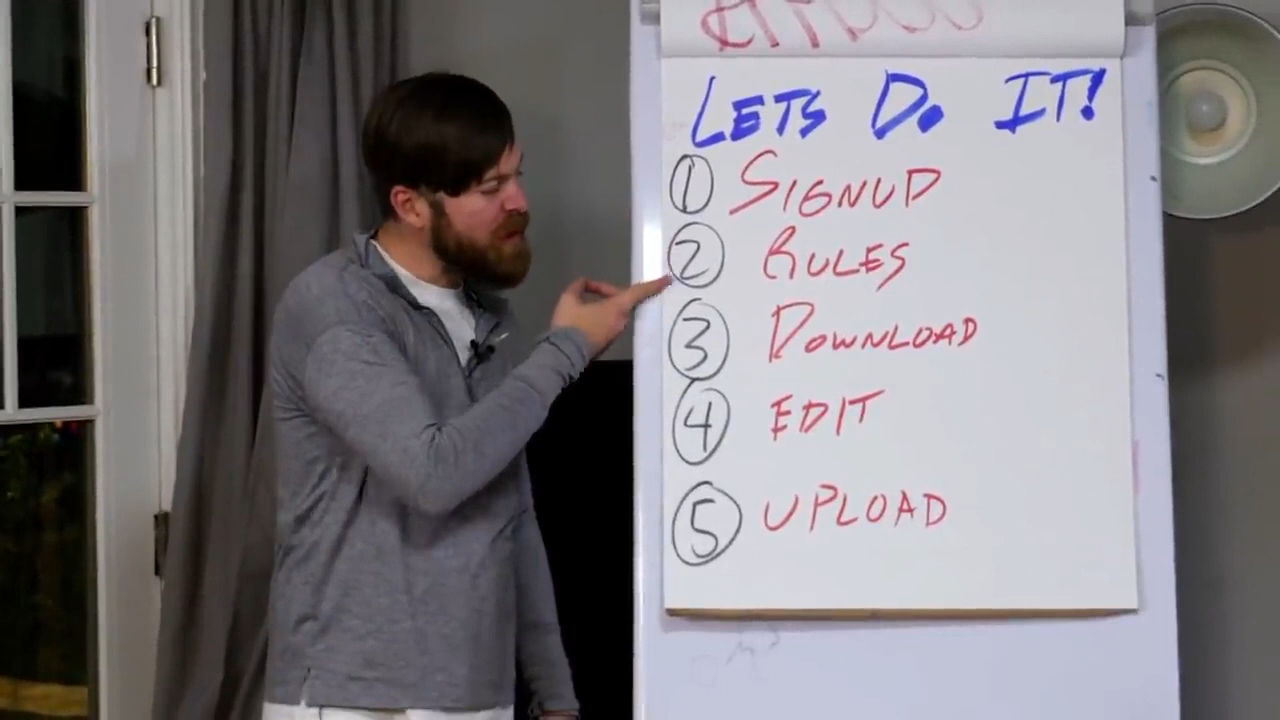 LETS DO IT!
1 SIGNUP
2 RULES
3 DOWNLOAD
4 EDIT
5 UPLOAD